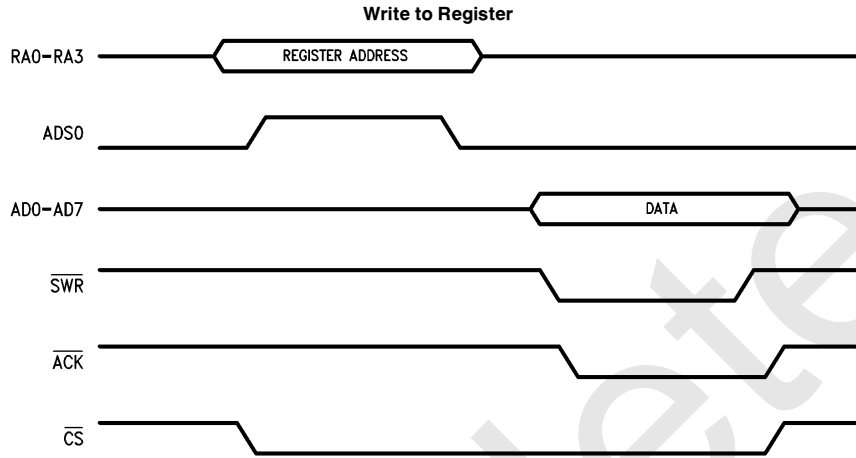 Write to Register
RA0–RA3 REGISTER ADDRESS
ADS0
AD0–AD7 DATA
SWR
ACK
CS